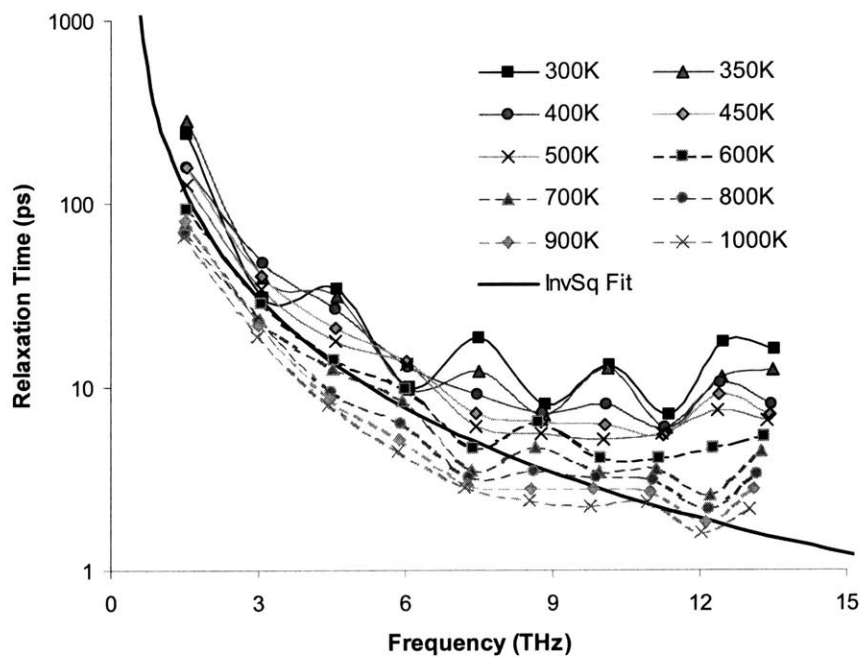 1000
100
10
1
Relaxation Time (ps)
300K 350K
400K 450K
500K 600K
700K 800K
900K 1000K
InvSq Fit
0 3 6 9 12 15
Frequency (THz)